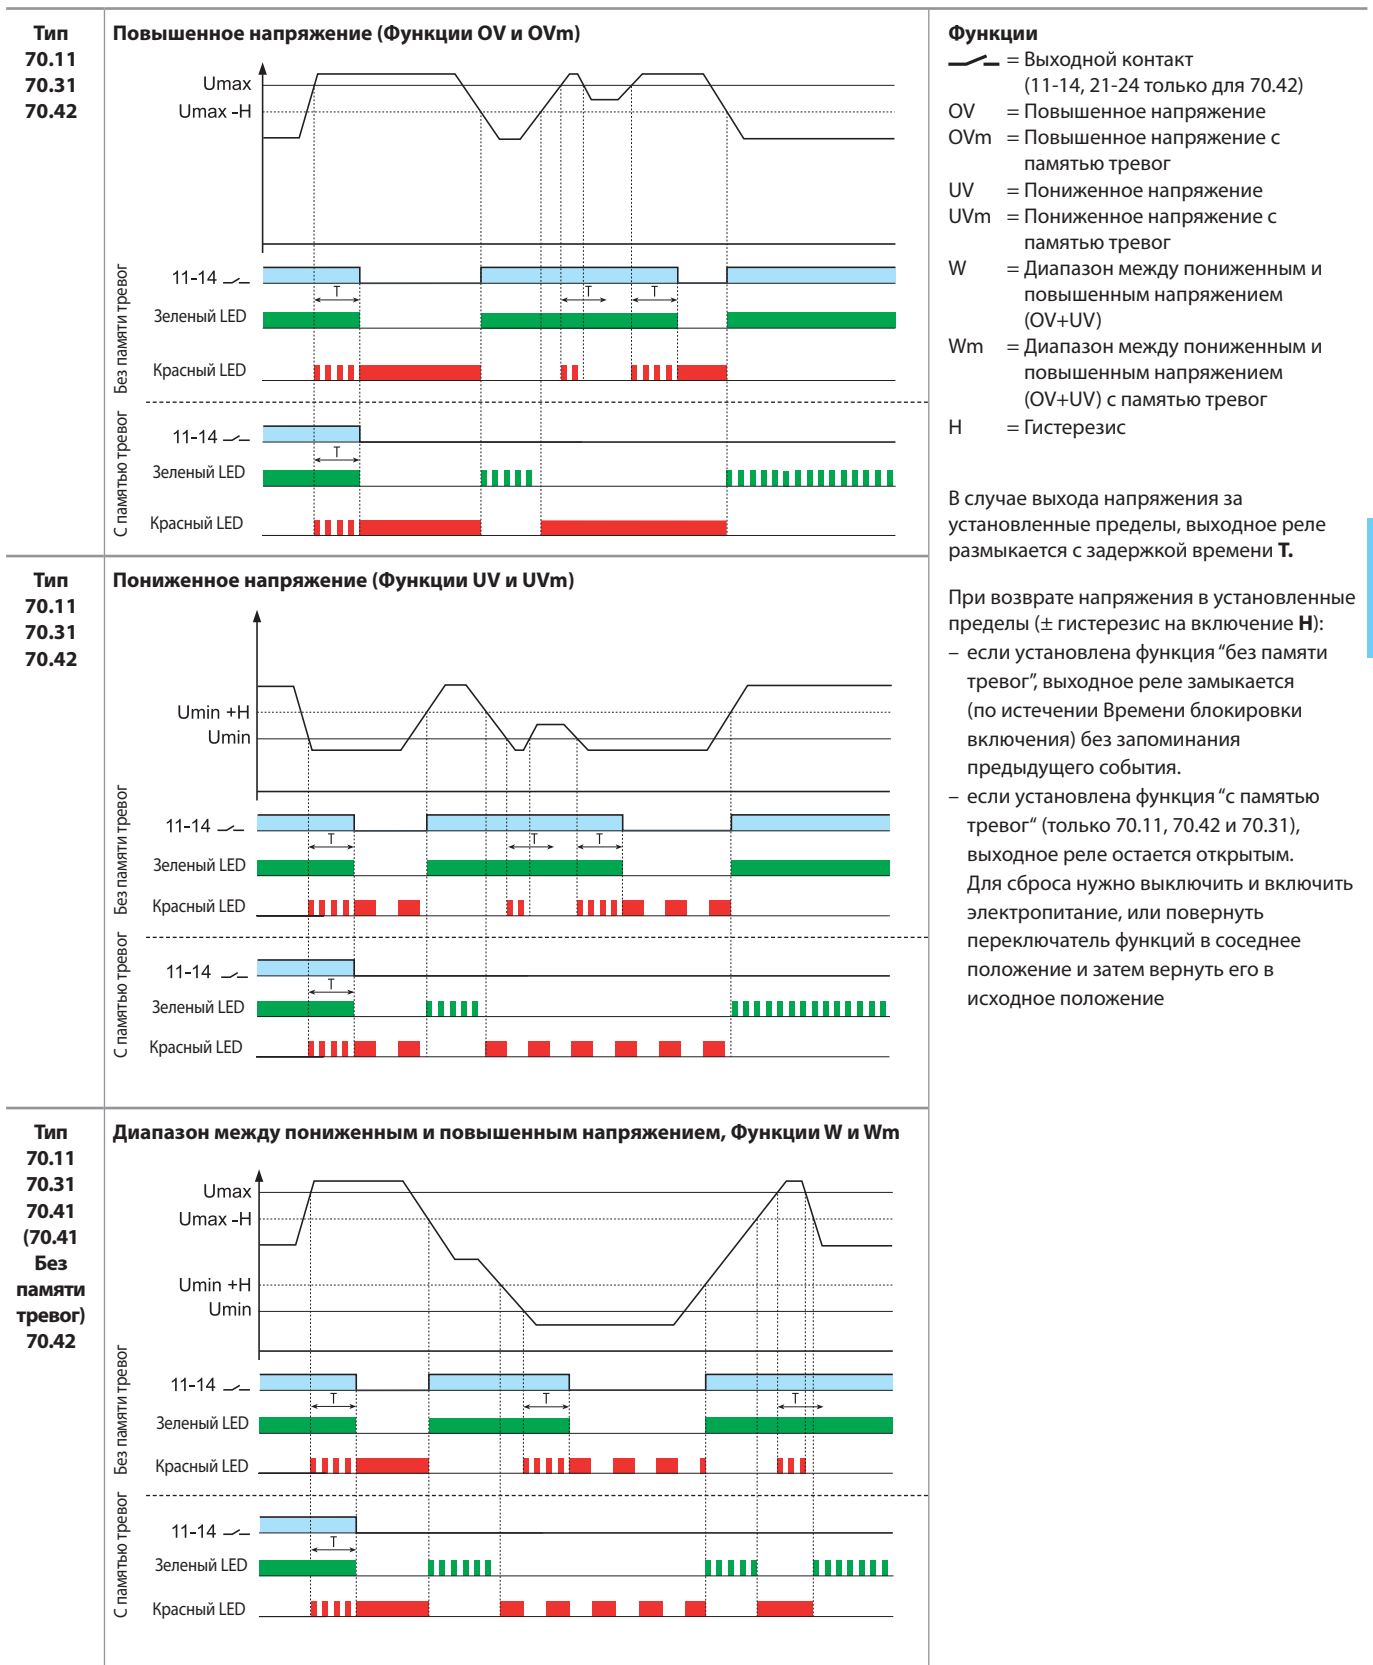 Тип
70.11
70.31
70.42
Повышенное напряжение (Функции OV и OVm)
Umax
Umax -H
Без памяти тревог
11-14
T
T
T
Зеленый LED
Красный LED
С памятью тревог
11-14
T
Зеленый LED
Красный LED
Тип
70.11
70.31
70.42
Пониженное напряжение (Функции UV и UVm)
Umin +H
Umin
Без памяти тревог
11-14
T
T
T
Зеленый LED
Красный LED
С памятью тревог
11-14
T
Зеленый LED
Красный LED
Тип
70.11
70.31
70.41
(70.41
Без
памяти
тревог)
70.42
Диапазон между пониженным и повышенным напряжением, Функции W и Wm
Umax
Umax -H
Umin +H
Umin
Без памяти тревог
11-14
T
T
T
Зеленый LED
Красный LED
С памятью тревог
11-14
T
Зеленый LED
Красный LED
Функции
= Выходной контакт
(11-14, 21-24 только для 70.42)
OV = Повышенное напряжение
OVm = Повышенное напряжение с
памятью тревог
UV = Пониженное напряжение
UVm = Пониженное напряжение с
памятью тревог
W = Диапазон между пониженным и
повышенным напряжением
(OV+UV)
Wm = Диапазон между пониженным и
повышенным напряжением
(OV+UV) с памятью тревог
H = Гистерезис
В случае выхода напряжения за
установленные пределы, выходное реле
размыкается с задержкой времени T.
При возврате напряжения в установленные
пределы (± гистерезис на включение H):
– если установлена функция “без памяти
тревог”, выходное реле замыкается
(по истечении Времени блокировки
включения) без запоминания
предыдущего события.
– если установлена функция “с памятью
тревог“ (только 70.11, 70.42 и 70.31),
выходное реле остается открытым.
Для сброса нужно выключить и включить
электропитание, или повернуть
переключатель функций в соседнее
положение и затем вернуть его в
исходное положение